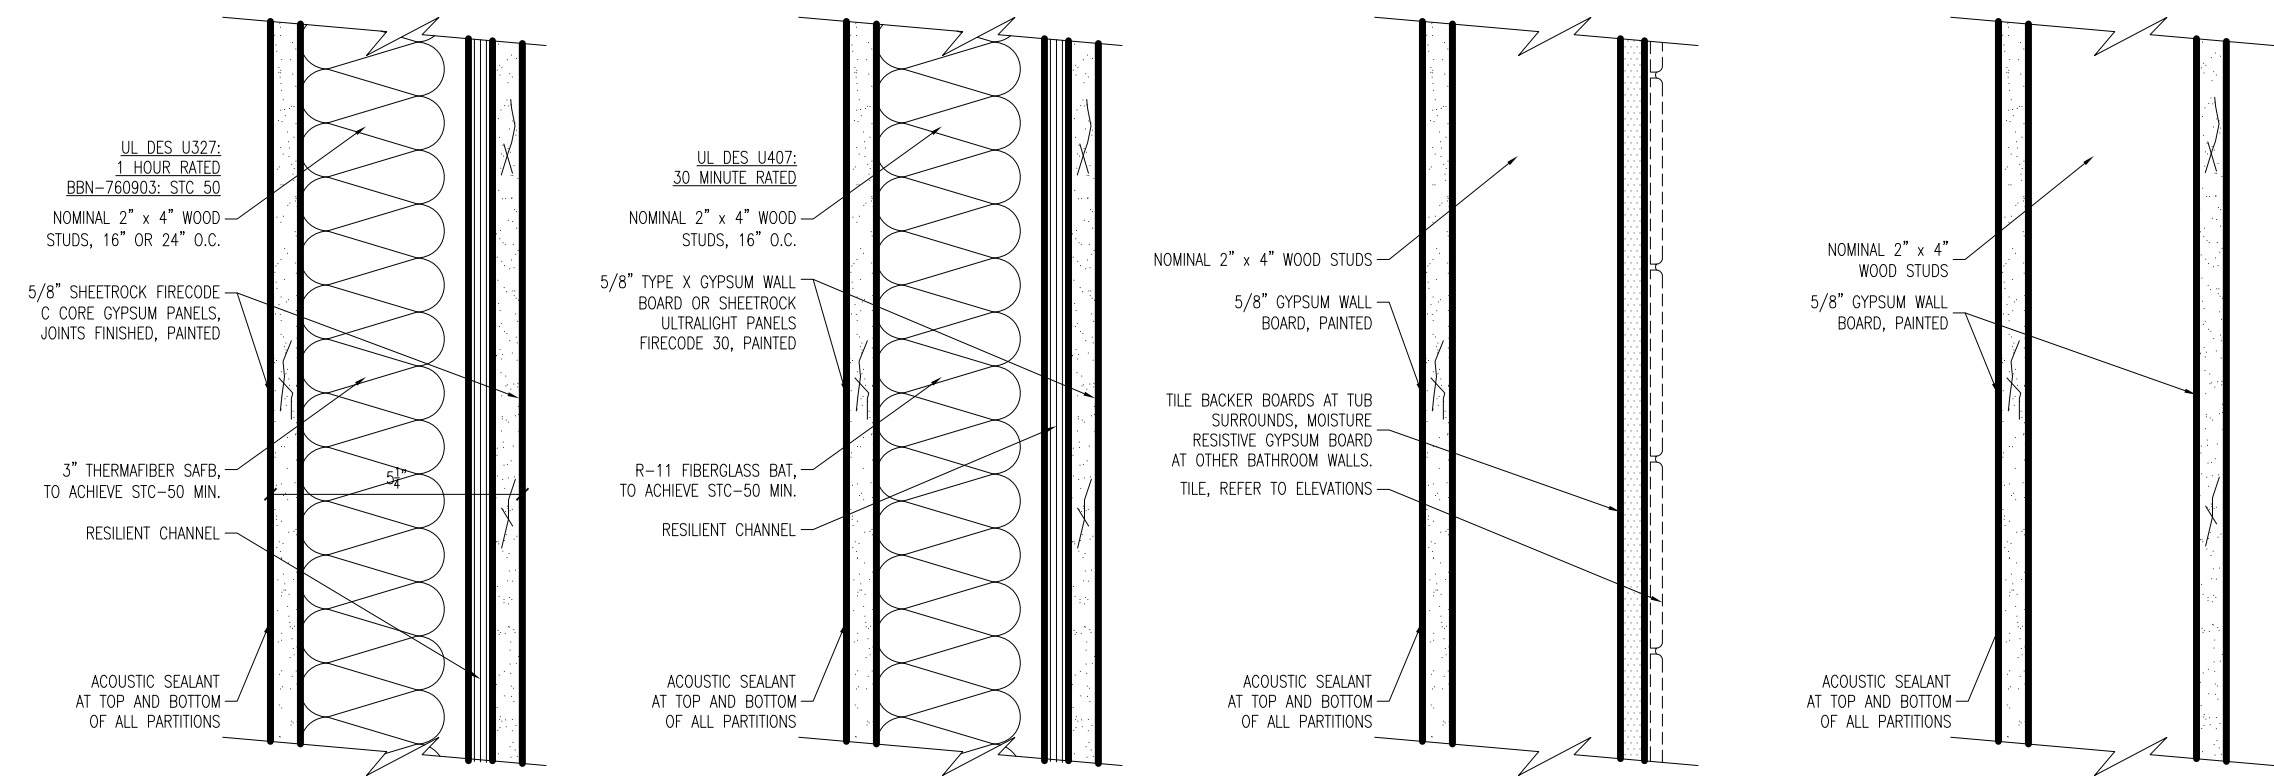 UL DES U327:
1 HOUR RATED
BBN-760903: STC 50
NOMINAL 2" x 4" WOOD
STUDS, 16" OR 24" O.C.
5/8" SHEETROCK FIRECODE
C CORE GYPSUM PANELS,
JOINTS FINISHED, PAINTED
3" THERMAFIBER SAFB,
TO ACHIEVE STC-50 MIN.
5 1/4"
RESILIENT CHANNEL
ACOUSTIC SEALANT
AT TOP AND BOTTOM
OF ALL PARTITIONS
UL DES U407:
30 MINUTE RATED
NOMINAL 2" x 4" WOOD
STUDS, 16" O.C.
5/8" TYPE X GYPSUM WALL
BOARD OR SHEETROCK
ULTRALIGHT PANELS
FIRECODE 30, PAINTED
R-11 FIBERGLASS BAT,
TO ACHIEVE STC-50 MIN.
RESILIENT CHANNEL
ACOUSTIC SEALANT
AT TOP AND BOTTOM
OF ALL PARTITIONS
NOMINAL 2" x 4" WOOD STUDS
5/8" GYPSUM WALL
BOARD, PAINTED
TILE BACKER BOARDS AT TUB
SURROUNDS, MOISTURE
RESISTIVE GYPSUM BOARD
AT OTHER BATHROOM WALLS.
TILE, REFER TO ELEVATIONS
ACOUSTIC SEALANT
AT TOP AND BOTTOM
OF ALL PARTITIONS
NOMINAL 2" x 4"
WOOD STUDS
5/8" GYPSUM WALL
BOARD, PAINTED
ACOUSTIC SEALANT
AT TOP AND BOTTOM
OF ALL PARTITIONS